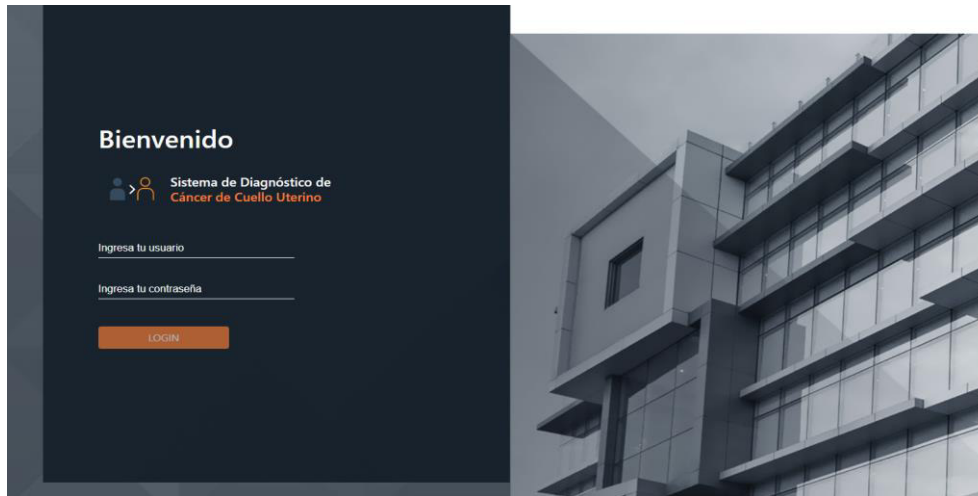 Bienvenido
Sistema de Diagnóstico de
Cáncer de Cuello Uterino
Ingresa tu usuario
Ingresa tu contraseña
LOGIN